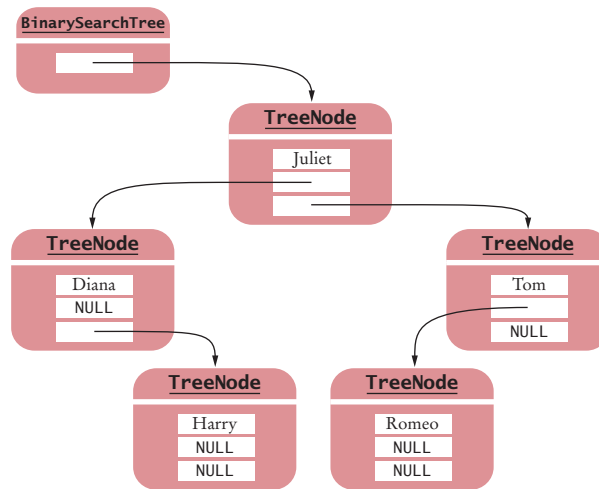 BinarySearchTree
TreeNode
Juliet
TreeNode
Diana
NULL
TreeNode
Tom
NULL
TreeNode
Harry
NULL
NULL
TreeNode
Romeo
NULL
NULL